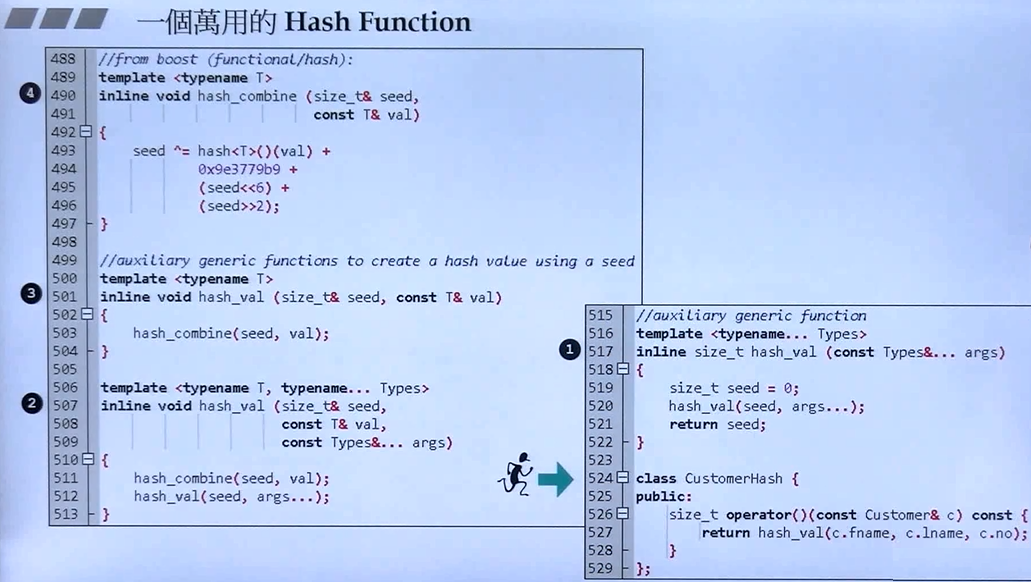 一個萬用的 Hash Function
488 //from boost (functional/hash):
489 template <typename T>
4
490 inline void hash_combine (size_t& seed,
491 const T& val)
492 {
493 seed ^= hash<T>()(val) +
494 0x9e3779b9 +
495 (seed<<6) +
496 (seed>>2);
497 }
498
499 //auxiliary generic functions to create a hash value using a seed
500 template <typename T>
3
501 inline void hash_val (size_t& seed, const T& val)
502 {
503 hash_combine(seed, val);
504 }
505
506 template <typename T, typename... Types>
2
507 inline void hash_val (size_t& seed,
508 const T& val,
509 const Types&... args)
510 {
511 hash_combine(seed, val);
512 hash_val(seed, args...);
513 }
515 //auxiliary generic function
516 template <typename... Types>
1
517 inline size_t hash_val (const Types&... args)
518 {
519 size_t seed = 0;
520 hash_val(seed, args...);
521 return seed;
522 }
523
524 class CustomerHash {
525 public:
526 size_t operator()(const Customer& c) const {
527 return hash_val(c.fname, c.lname, c.no);
528 }
529 };